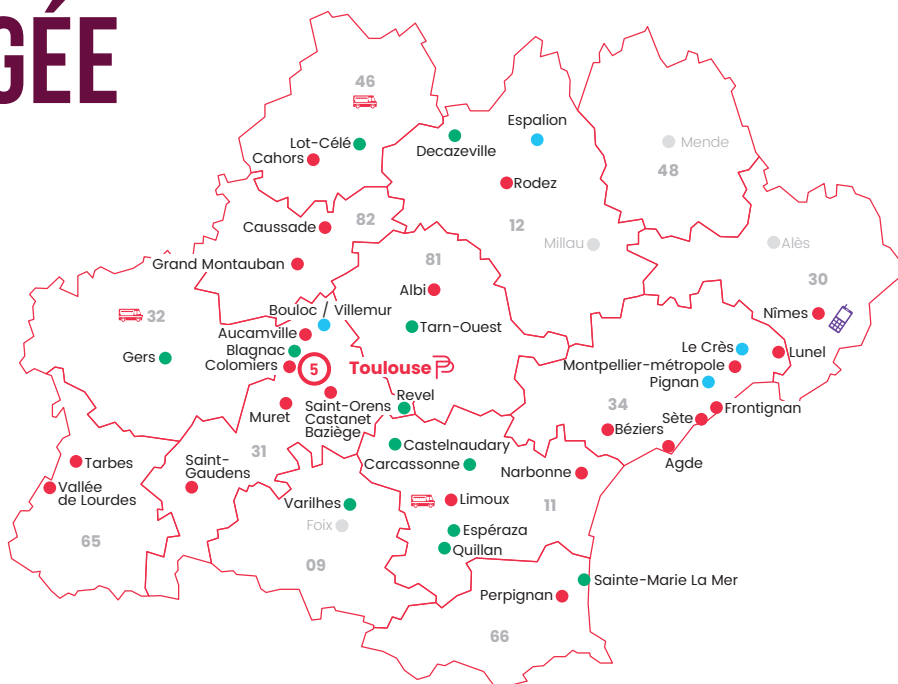 GÉE
46
Espalion
Lot-Célé
Cahors
Decazeville
Mende
48
Rodez
82
12
Caussade
Millau
Alès
81
Grand Montauban
30
Albi
Bouloc / Villemur
32
Nîmes
Aucamville
Tarn-Ouest
Blagnac
Le Crès
Lunel
Gers
Colomiers
5
Toulouse
Montpellier-métropole
Pignan
Revel
Muret
Saint-Orens
Castanet
Baziège
34
Frontignan
Sète
Béziers
31
Castelnaudary
Agde
Tarbes
Saint-
Gaudens
Carcassonne
Narbonne
Vallée
de Lourdes
Varilhes
Limoux
11
Foix
Espéraza
65
Quillan
09
Sainte-Marie La Mer
Perpignan
66